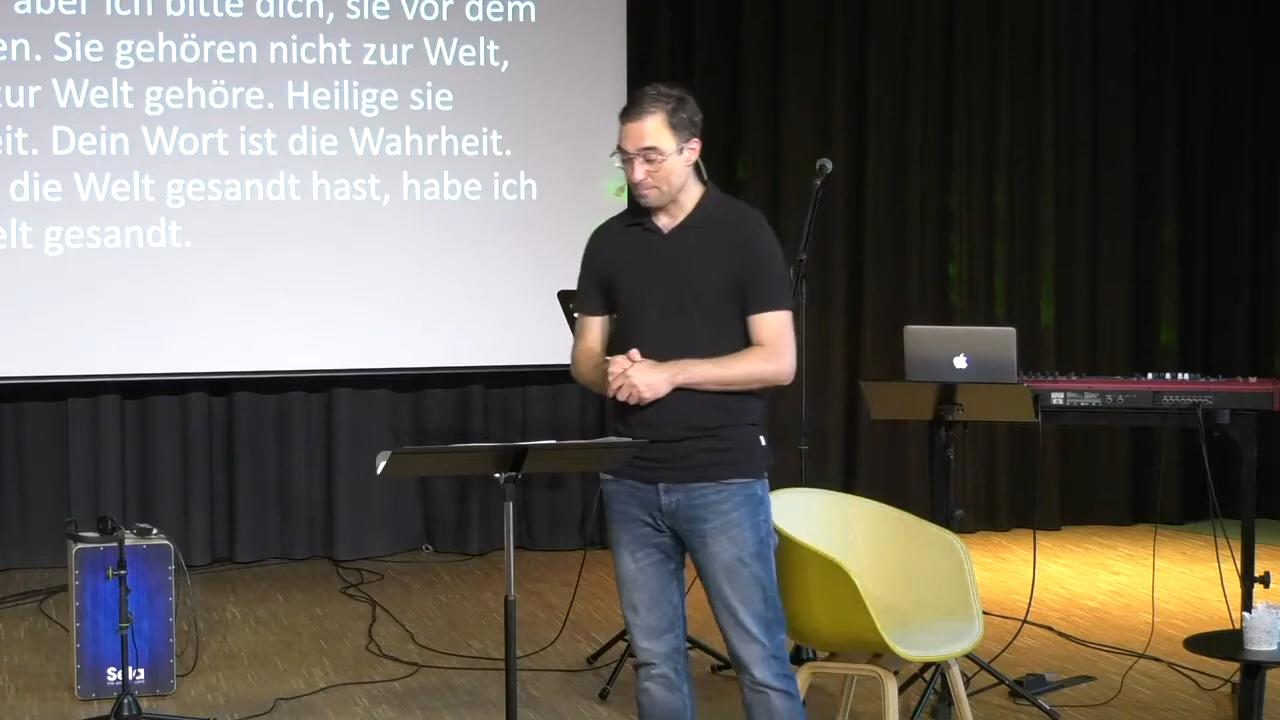 aber ich bitte dich, sie vor dem
en. Sie gehören nicht zur Welt,
zur Welt gehöre. Heilige sie
eit. Dein Wort ist die Wahrheit.
die Welt gesandt hast, habe ich
elt gesandt.
Sela